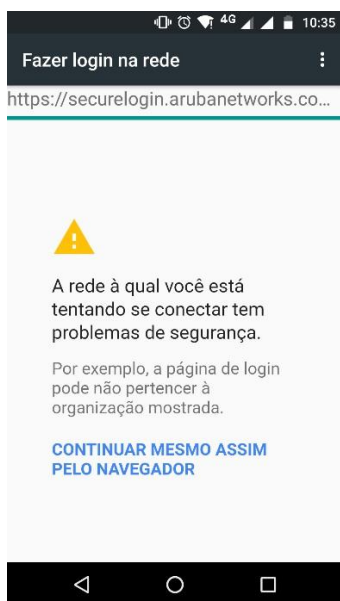 4G 10:35
Fazer login na rede
https://securelogin.arubanetworks.co...
A rede à qual você está
tentando se conectar tem
problemas de segurança.
Por exemplo, a página de login
pode não pertencer à
organização mostrada.
CONTINUAR MESMO ASSIM
PELO NAVEGADOR